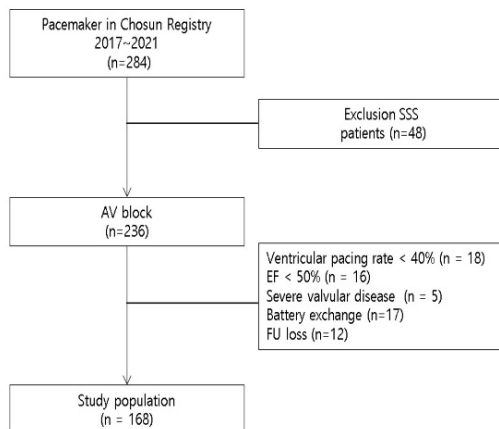 Pacemaker in Chosun Registry
2017~2021
(n=284)
Exclusion SSS
patients (n=48)
AV block
(n=236)
Ventricular pacing rate < 40% (n = 18)
EF < 50% (n = 16)
Severe valvular disease (n = 5)
Battery exchange (n=17)
FU loss (n=12)
Study population
(n = 168)